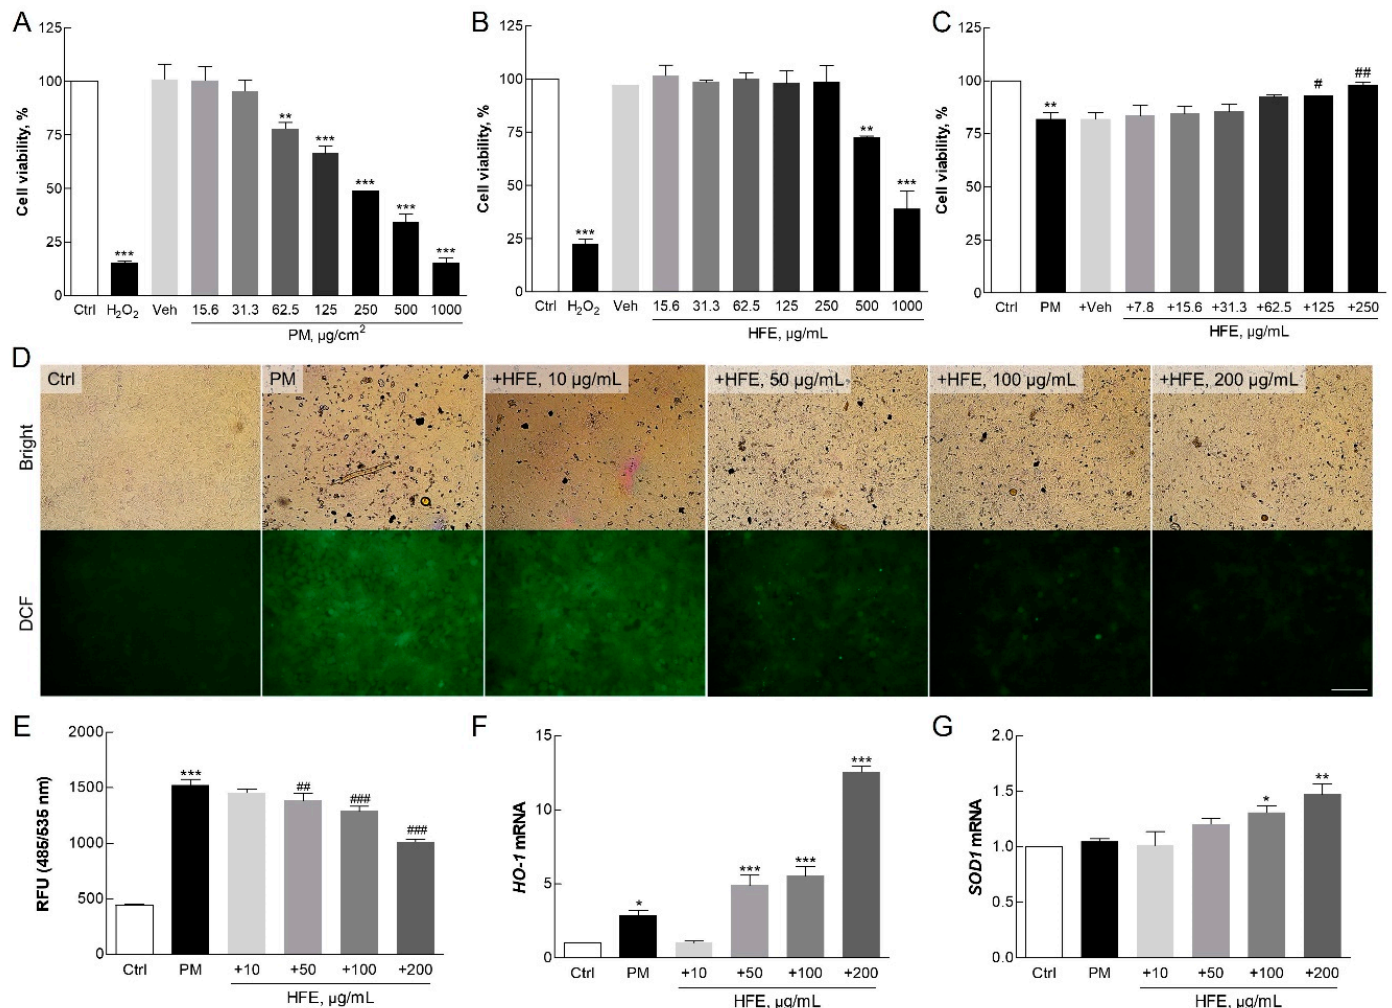 A
Cell viability, %
125
100
75
50
25
0
**
***
***
***
***
***
Ctrl H₂O₂ Veh 15.6 31.3 62.5 125 250 500 1000
PM, µg/cm²
B
Cell viability, %
125
100
75
50
25
0
***
**
***
Ctrl H₂O₂ Veh 15.6 31.3 62.5 125 250 500 1000
HFE, µg/mL
C
Cell viability, %
125
100
75
50
25
0
**
#
##
Ctrl PM +Veh +7.8 +15.6 +31.3 +62.5 +125 +250
HFE, µg/mL
D
Ctrl PM +HFE, 10 µg/mL +HFE, 50 µg/mL +HFE, 100 µg/mL +HFE, 200 µg/mL
Bright
DCF
E
RFU (485/535 nm)
2000
1500
1000
500
0
***
##
###
###
Ctrl PM +10 +50 +100 +200
HFE, µg/mL
F
HO-1 mRNA
15
10
5
0
*
***
***
***
Ctrl PM +10 +50 +100 +200
HFE, µg/mL
G
SOD1 mRNA
2.0
1.5
1.0
0.5
0.0
*
**
Ctrl PM +10 +50 +100 +200
HFE, µg/mL